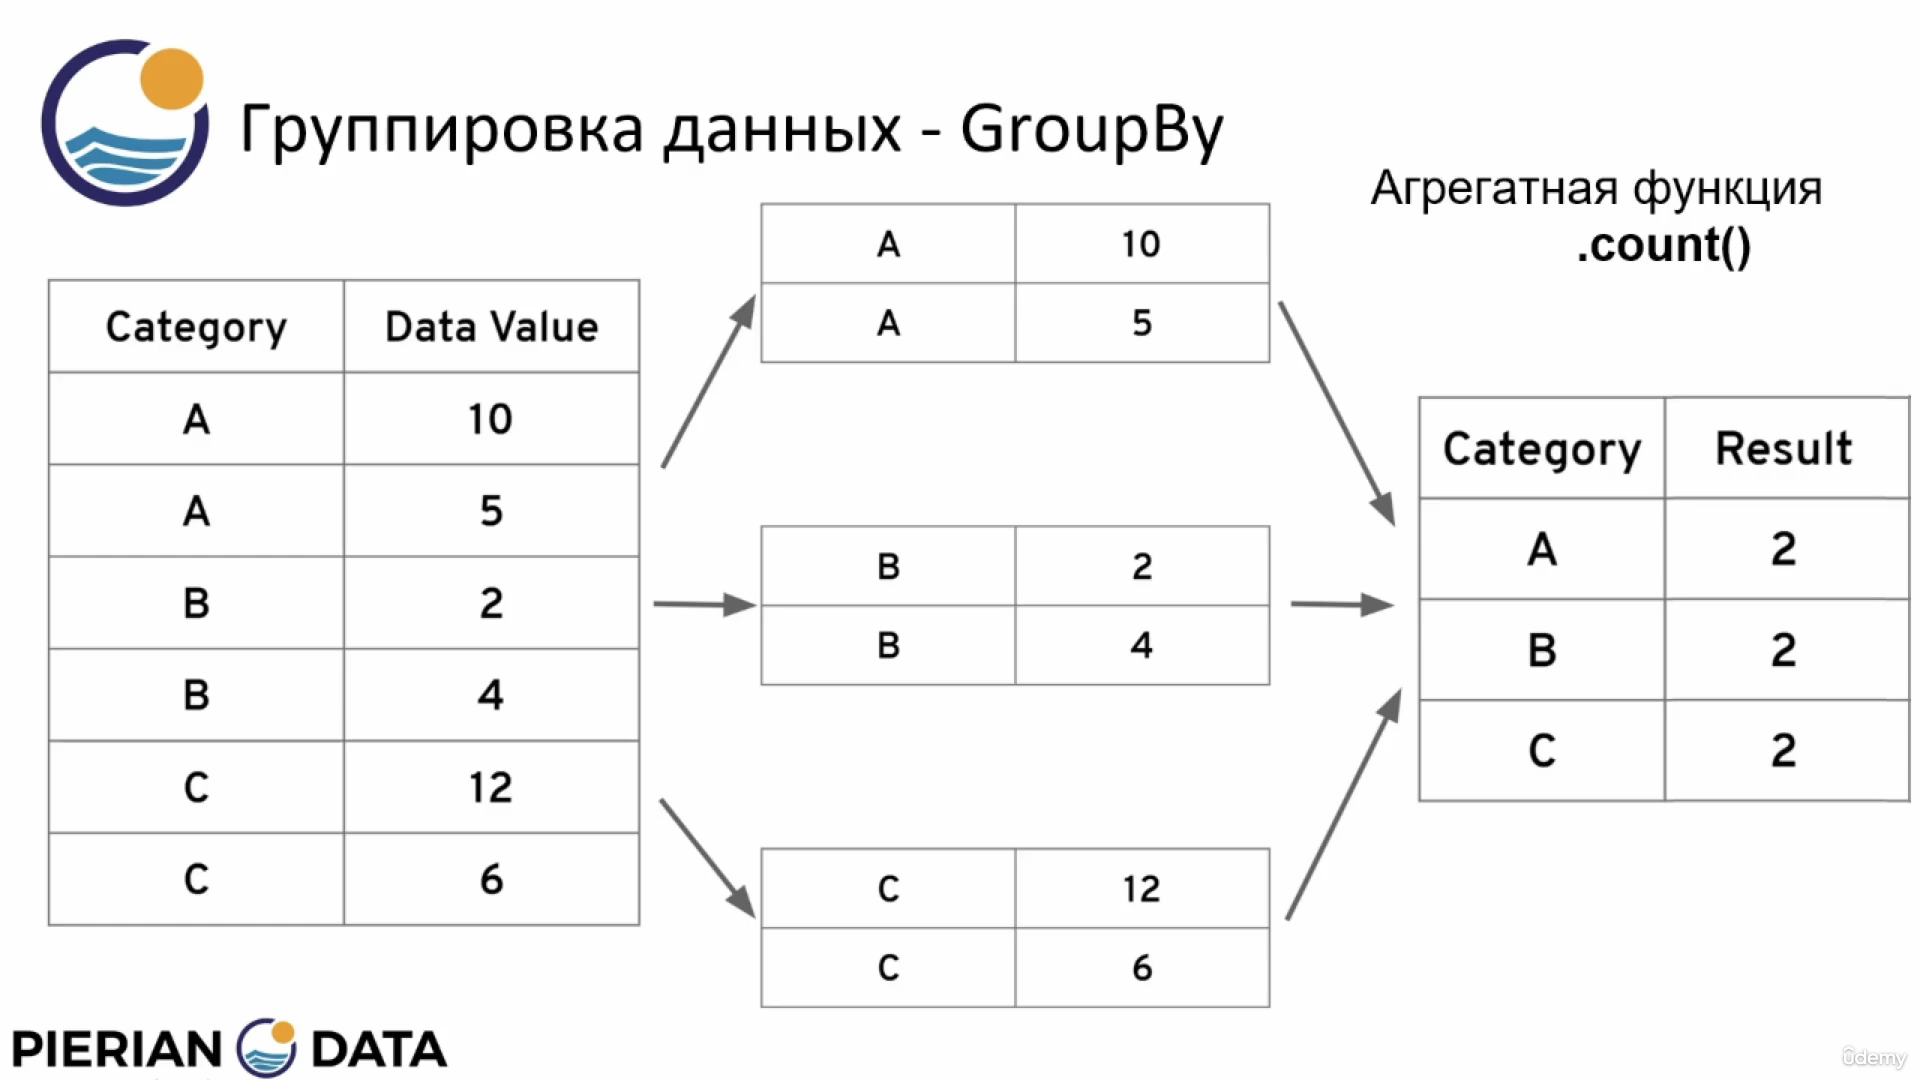 Группировка данных - GroupBy
Агрегатная функция
.count()
Category Data Value
A 10
A 5
B 2
B 4
C 12
C 6
A 10
A 5
B 2
B 4
C 12
C 6
Category Result
A 2
B 2
C 2
PIERIAN DATA
ûdemy